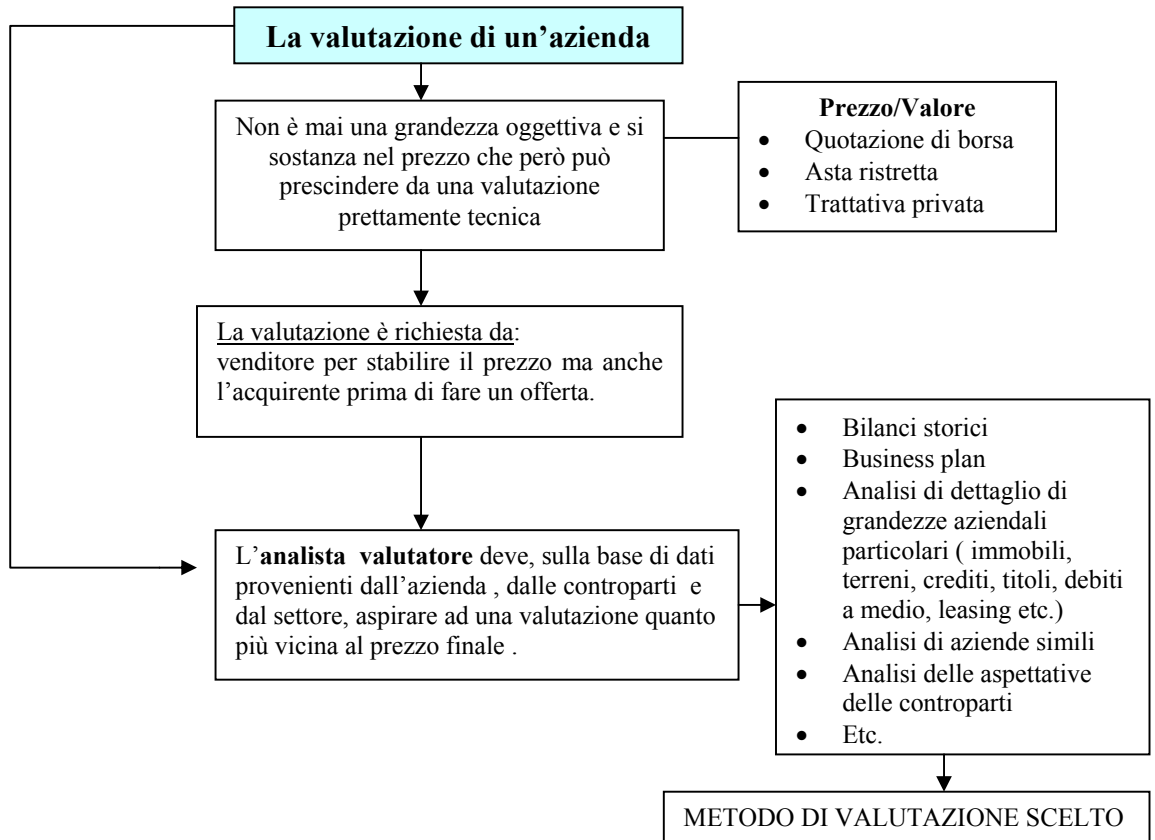 La valutazione di un’azienda
Non è mai una grandezza oggettiva e si
sostanza nel prezzo che però può
prescindere da una valutazione
prettamente tecnica
Prezzo/Valore
• Quotazione di borsa
• Asta ristretta
• Trattativa privata
La valutazione è richiesta da:
venditore per stabilire il prezzo ma anche
l’acquirente prima di fare un offerta.
L’analista valutatore deve, sulla base di dati
provenienti dall’azienda , dalle controparti e
dal settore, aspirare ad una valutazione quanto
più vicina al prezzo finale .
• Bilanci storici
• Business plan
• Analisi di dettaglio di
grandezze aziendali
particolari ( immobili,
terreni, crediti, titoli, debiti
a medio, leasing etc.)
• Analisi di aziende simili
• Analisi delle aspettative
delle controparti
• Etc.
METODO DI VALUTAZIONE SCELTO